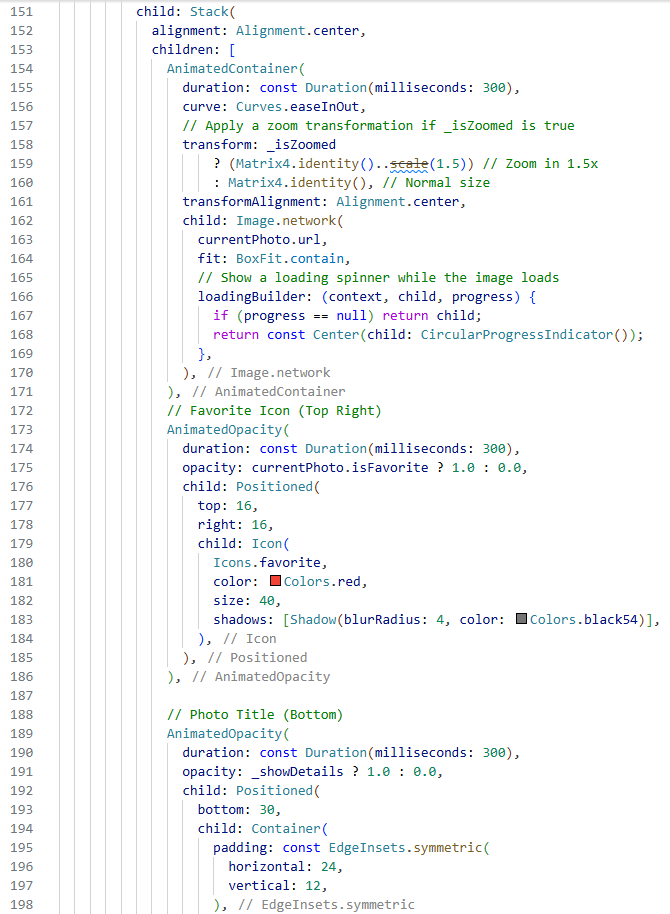 151 child: Stack(
152 alignment: Alignment.center,
153 children: [
154 AnimatedContainer(
155 duration: const Duration(milliseconds: 300),
156 curve: Curves.easeInOut,
157 // Apply a zoom transformation if _isZoomed is true
158 transform: _isZoomed
159 ? (Matrix4.identity()..scale(1.5)) // Zoom in 1.5x
160 : Matrix4.identity(), // Normal size
161 transformAlignment: Alignment.center,
162 child: Image.network(
163 currentPhoto.url,
164 fit: BoxFit.contain,
165 // Show a loading spinner while the image loads
166 loadingBuilder: (context, child, progress) {
167 if (progress == null) return child;
168 return const Center(child: CircularProgressIndicator());
169 },
170 ), // Image.network
171 ), // AnimatedContainer
172 // Favorite Icon (Top Right)
173 AnimatedOpacity(
174 duration: const Duration(milliseconds: 300),
175 opacity: currentPhoto.isFavorite ? 1.0 : 0.0,
176 child: Positioned(
177 top: 16,
178 right: 16,
179 child: Icon(
180 Icons.favorite,
181 color: Colors.red,
182 size: 40,
183 shadows: [Shadow(blurRadius: 4, color: Colors.black54)],
184 ), // Icon
185 ), // Positioned
186 ), // AnimatedOpacity
187
188 // Photo Title (Bottom)
189 AnimatedOpacity(
190 duration: const Duration(milliseconds: 300),
191 opacity: _showDetails ? 1.0 : 0.0,
192 child: Positioned(
193 bottom: 30,
194 child: Container(
195 padding: const EdgeInsets.symmetric(
196 horizontal: 24,
197 vertical: 12,
198 ), // EdgeInsets.symmetric